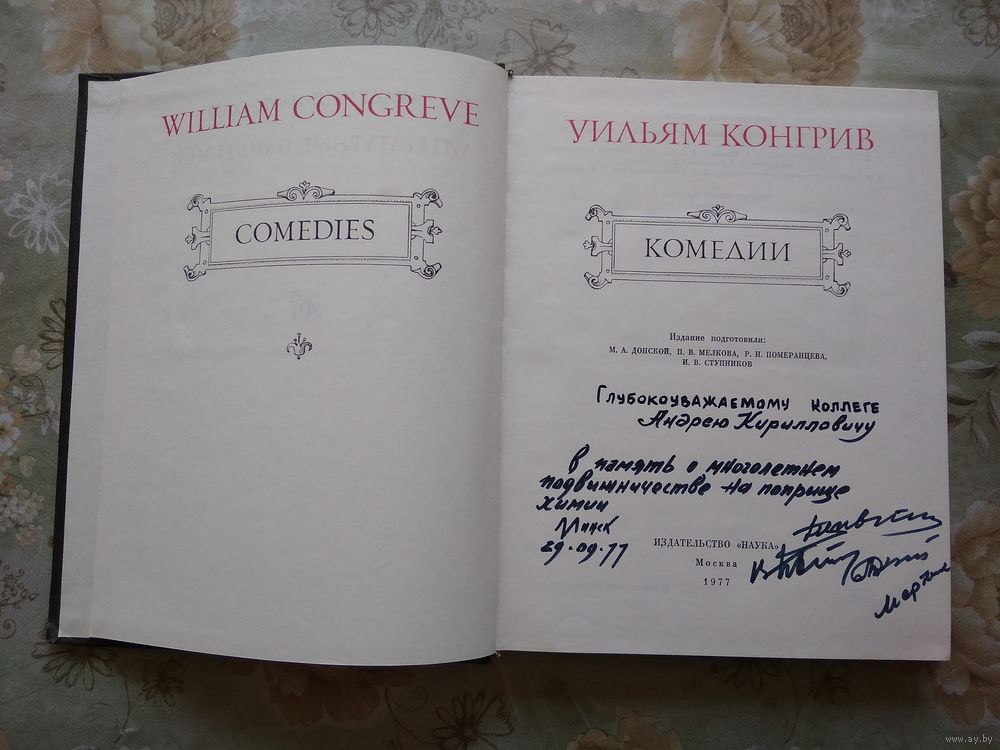 WILLIAM CONGREVE
COMEDIES
УИЛЬЯМ КОНГРИВ
КОМЕДИИ
Издание подготовили:
М. А. ДОНСКОЙ, П. В. МЕЛКОВА, Р. Н. ПОМЕРАНЦЕВА,
И. В. СТУПНИКОВ
Глубокоуважаемому коллеге
Андрею Кирилловичу
В память о многолетнем
подвижничестве на поприще
химии
Минск
29.09.77
ИЗДАТЕЛЬСТВО «НАУКА»
Москва
1977
www.ay.by